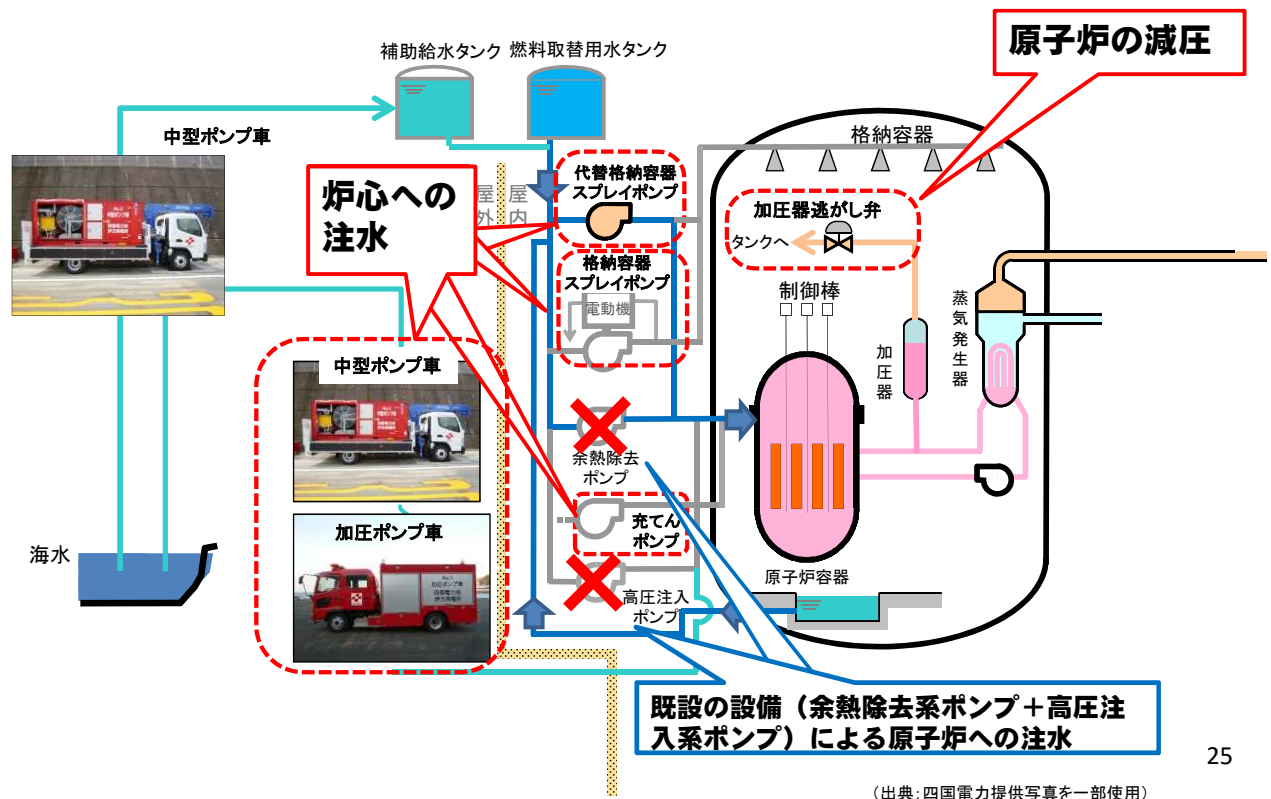 原子炉の減圧
補助給水タンク
燃料取替用水タンク
中型ポンプ車
格納容器
炉心への
注水
屋外
屋内
代替格納容器
スプレイポンプ
加圧器逃がし弁
タンクへ
格納容器
スプレイポンプ
電動機
制御棒
蒸気発生器
加圧器
中型ポンプ車
余熱除去
ポンプ
加圧ポンプ車
充てん
ポンプ
海水
原子炉容器
高圧注入
ポンプ
既設の設備(余熱除去系ポンプ+高圧注
入系ポンプ)による原子炉への注水
25
(出典:四国電力提供写真を一部使用)